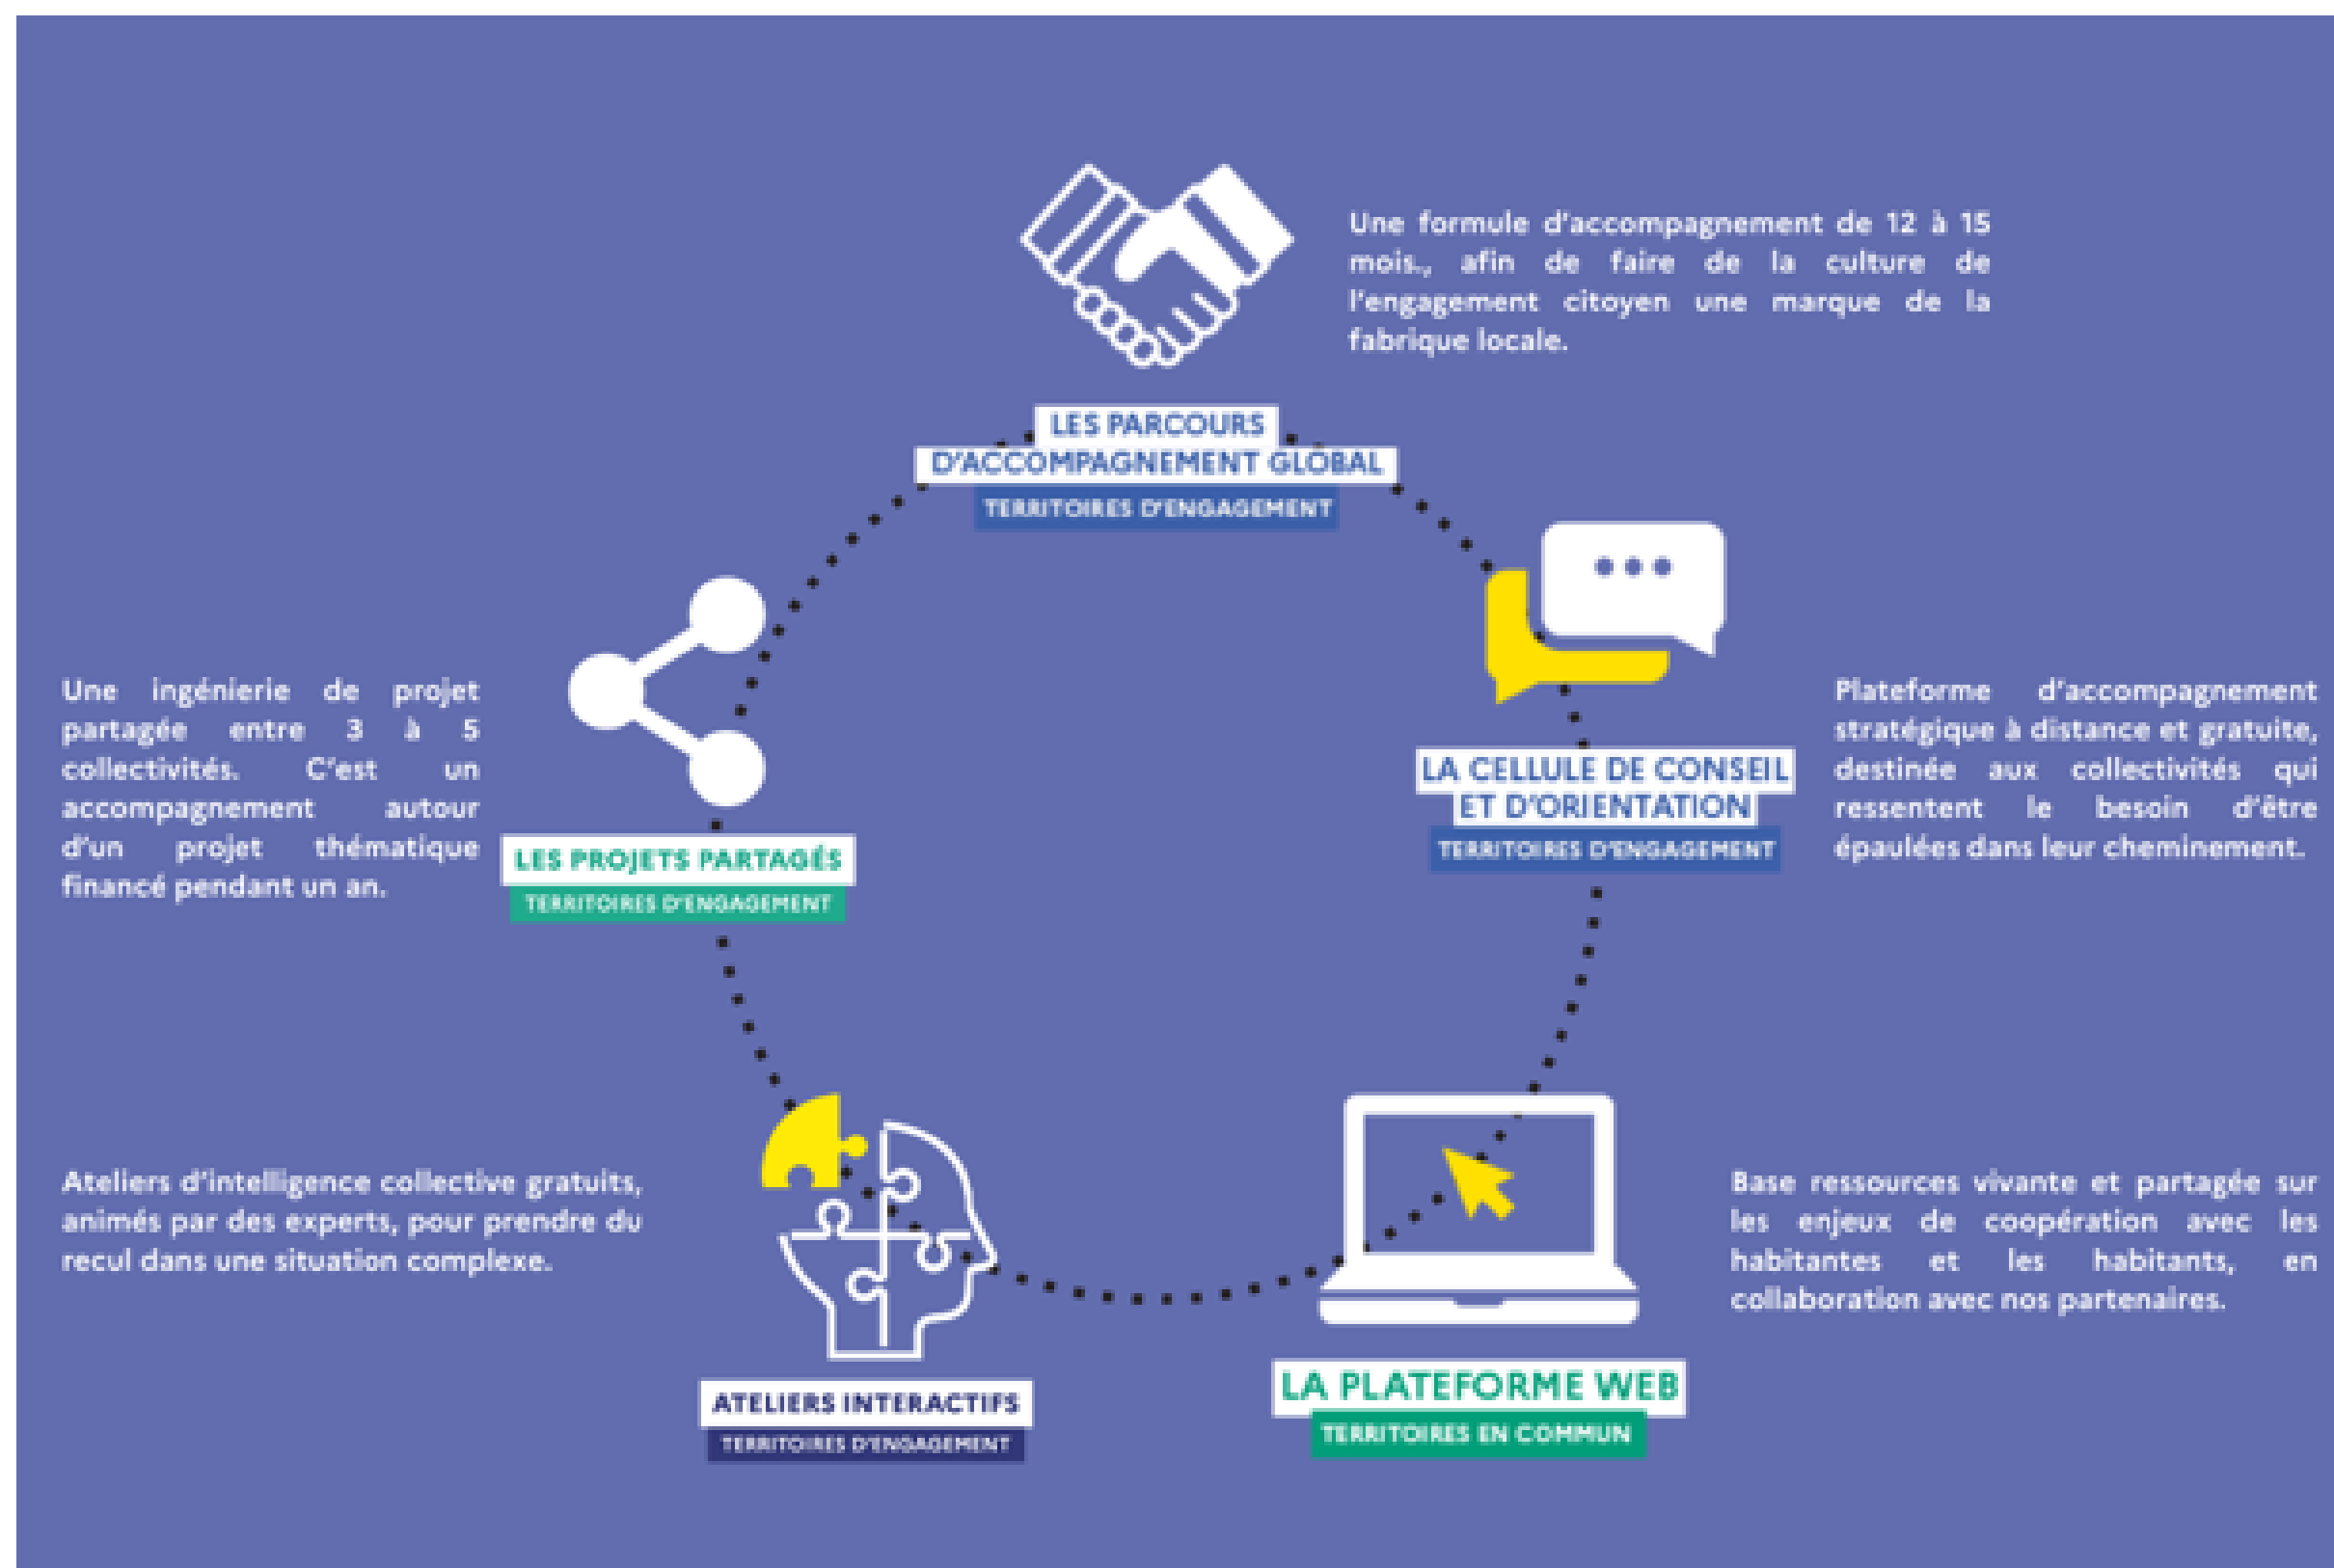 Une formule d'accompagnement de 12 à 15
mois., afin de faire de la culture de
l'engagement citoyen une marque de la
fabrique locale.
LES PARCOURS
D'ACCOMPAGNEMENT GLOBAL
TERRITOIRES D'ENGAGEMENT
Une ingénierie de projet
partagée entre 3 à 5
collectivités. C'est un
accompagnement autour
d'un projet thématique
financé pendant un an.
LES PROJETS PARTAGÉS
TERRITOIRES D'ENGAGEMENT
LA CELLULE DE CONSEIL
ET D'ORIENTATION
TERRITOIRES D'ENGAGEMENT
Plateforme d'accompagnement
stratégique à distance et gratuite,
destinée aux collectivités qui
ressentent le besoin d'être
épaulées dans leur cheminement.
Ateliers d'intelligence collective gratuits,
animés par des experts, pour prendre du
recul dans une situation complexe.
ATELIERS INTERACTIFS
TERRITOIRES D'ENGAGEMENT
LA PLATEFORME WEB
TERRITOIRES EN COMMUN
Base ressources vivante et partagée sur
les enjeux de coopération avec les
habitantes et les habitants, en
collaboration avec nos partenaires.